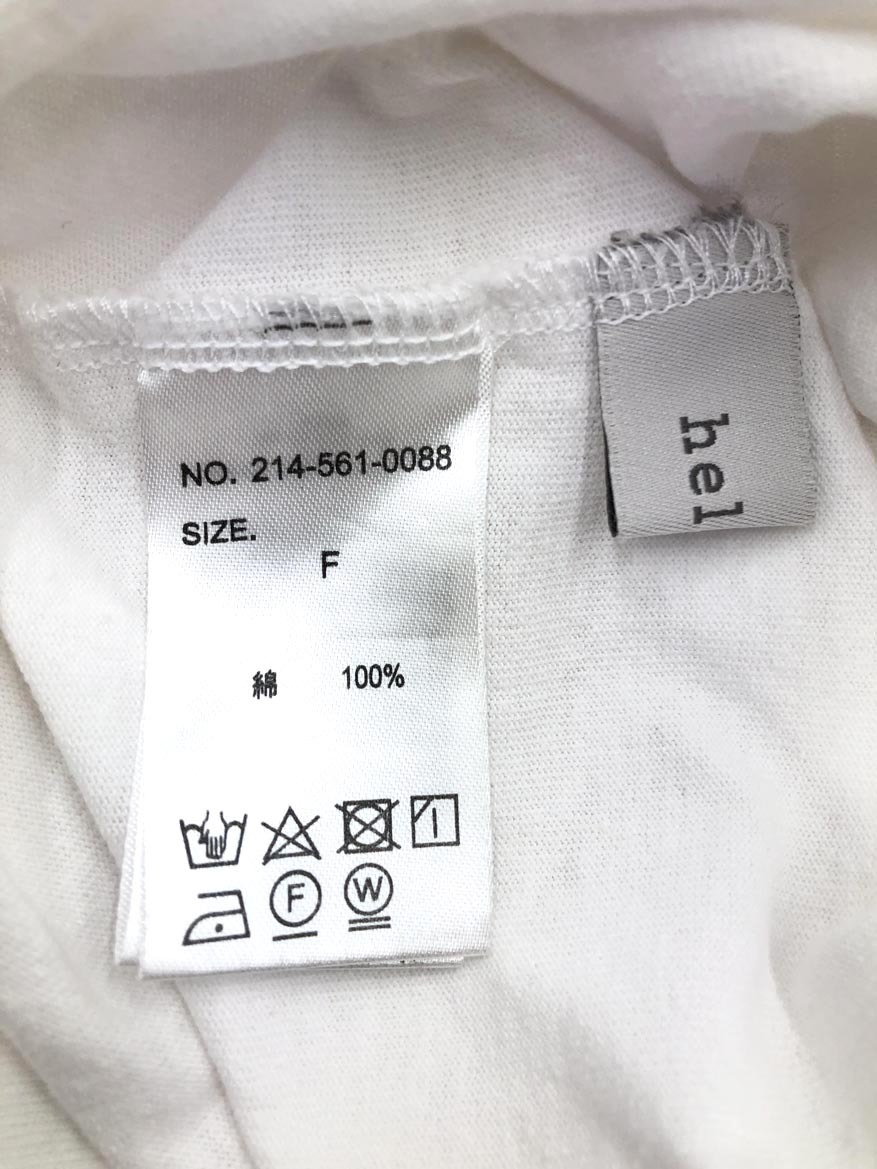 NO. 214-561-0088
SIZE.
F
綿 100%
F W
hel